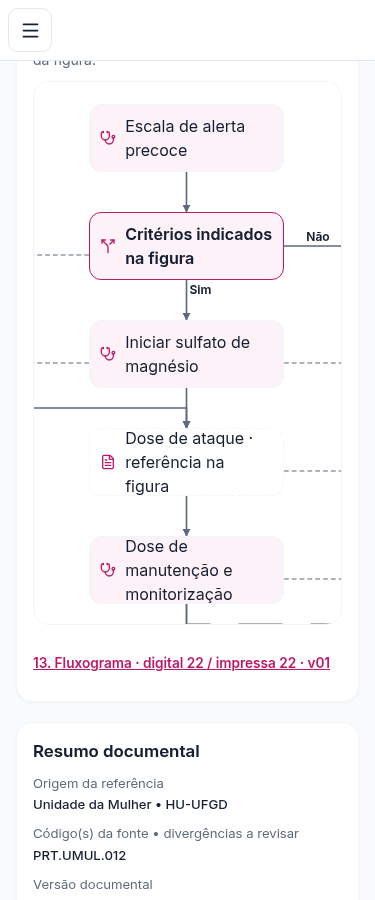 da figura.
Escala de alerta
precoce
Critérios indicados
na figura
Não
Sim
Iniciar sulfato de
magnésio
Dose de ataque ·
referência na
figura
Dose de
manutenção e
monitorização
13. Fluxograma · digital 22 / impressa 22 · v01
Resumo documental
Origem da referência
Unidade da Mulher • HU-UFGD
Código(s) da fonte • divergências a revisar
PRT.UMUL.012
Versão documental